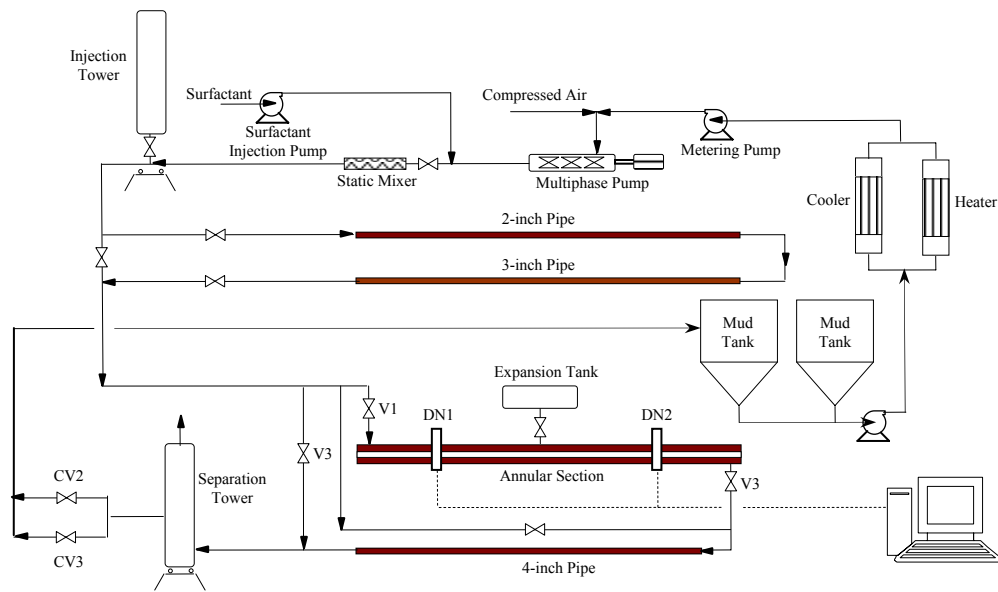 Injection
Tower
Surfactant
Surfactant
Injection Pump
Compressed Air
Metering Pump
Static Mixer
Multiphase Pump
Cooler
Heater
2-inch Pipe
3-inch Pipe
Mud
Tank
Mud
Tank
Expansion Tank
V1
DN1
DN2
V3
Annular Section
V3
Separation
Tower
CV2
CV3
4-inch Pipe